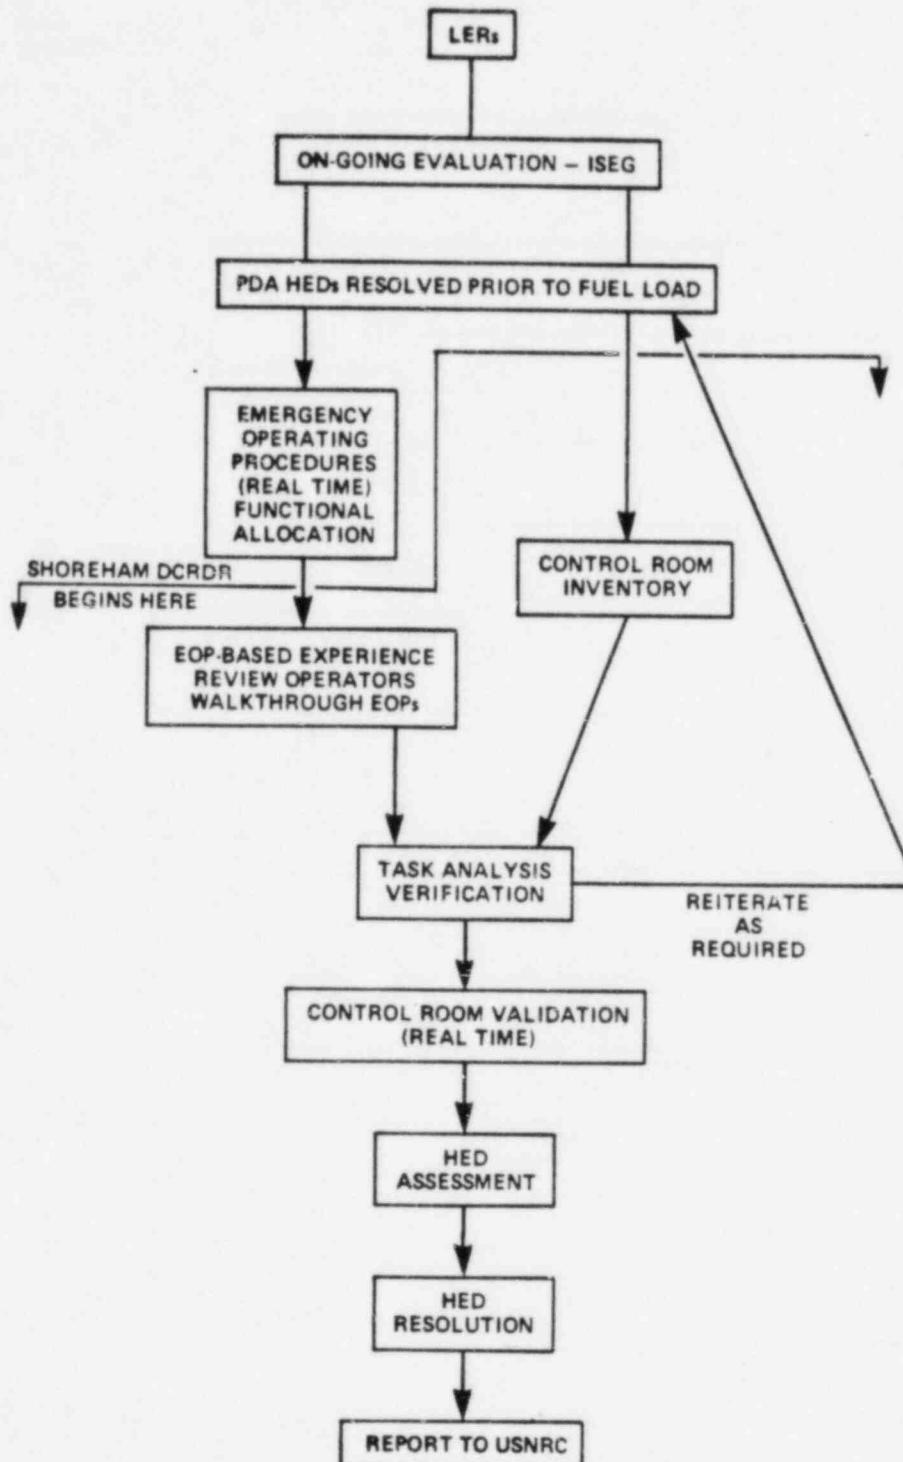 LERs
ON-GOING EVALUATION – ISEG
PDA HEDs RESOLVED PRIOR TO FUEL LOAD
EMERGENCY
OPERATING
PROCEDURES
(REAL TIME)
FUNCTIONAL
ALLOCATION
CONTROL ROOM
INVENTORY
SHOREHAM DCRDR
BEGINS HERE
EOP-BASED EXPERIENCE
REVIEW OPERATORS
WALKTHROUGH EOPs
TASK ANALYSIS
VERIFICATION
REITERATE
AS
REQUIRED
CONTROL ROOM VALIDATION
(REAL TIME)
HED
ASSESSMENT
HED
RESOLUTION
REPORT TO USNRC